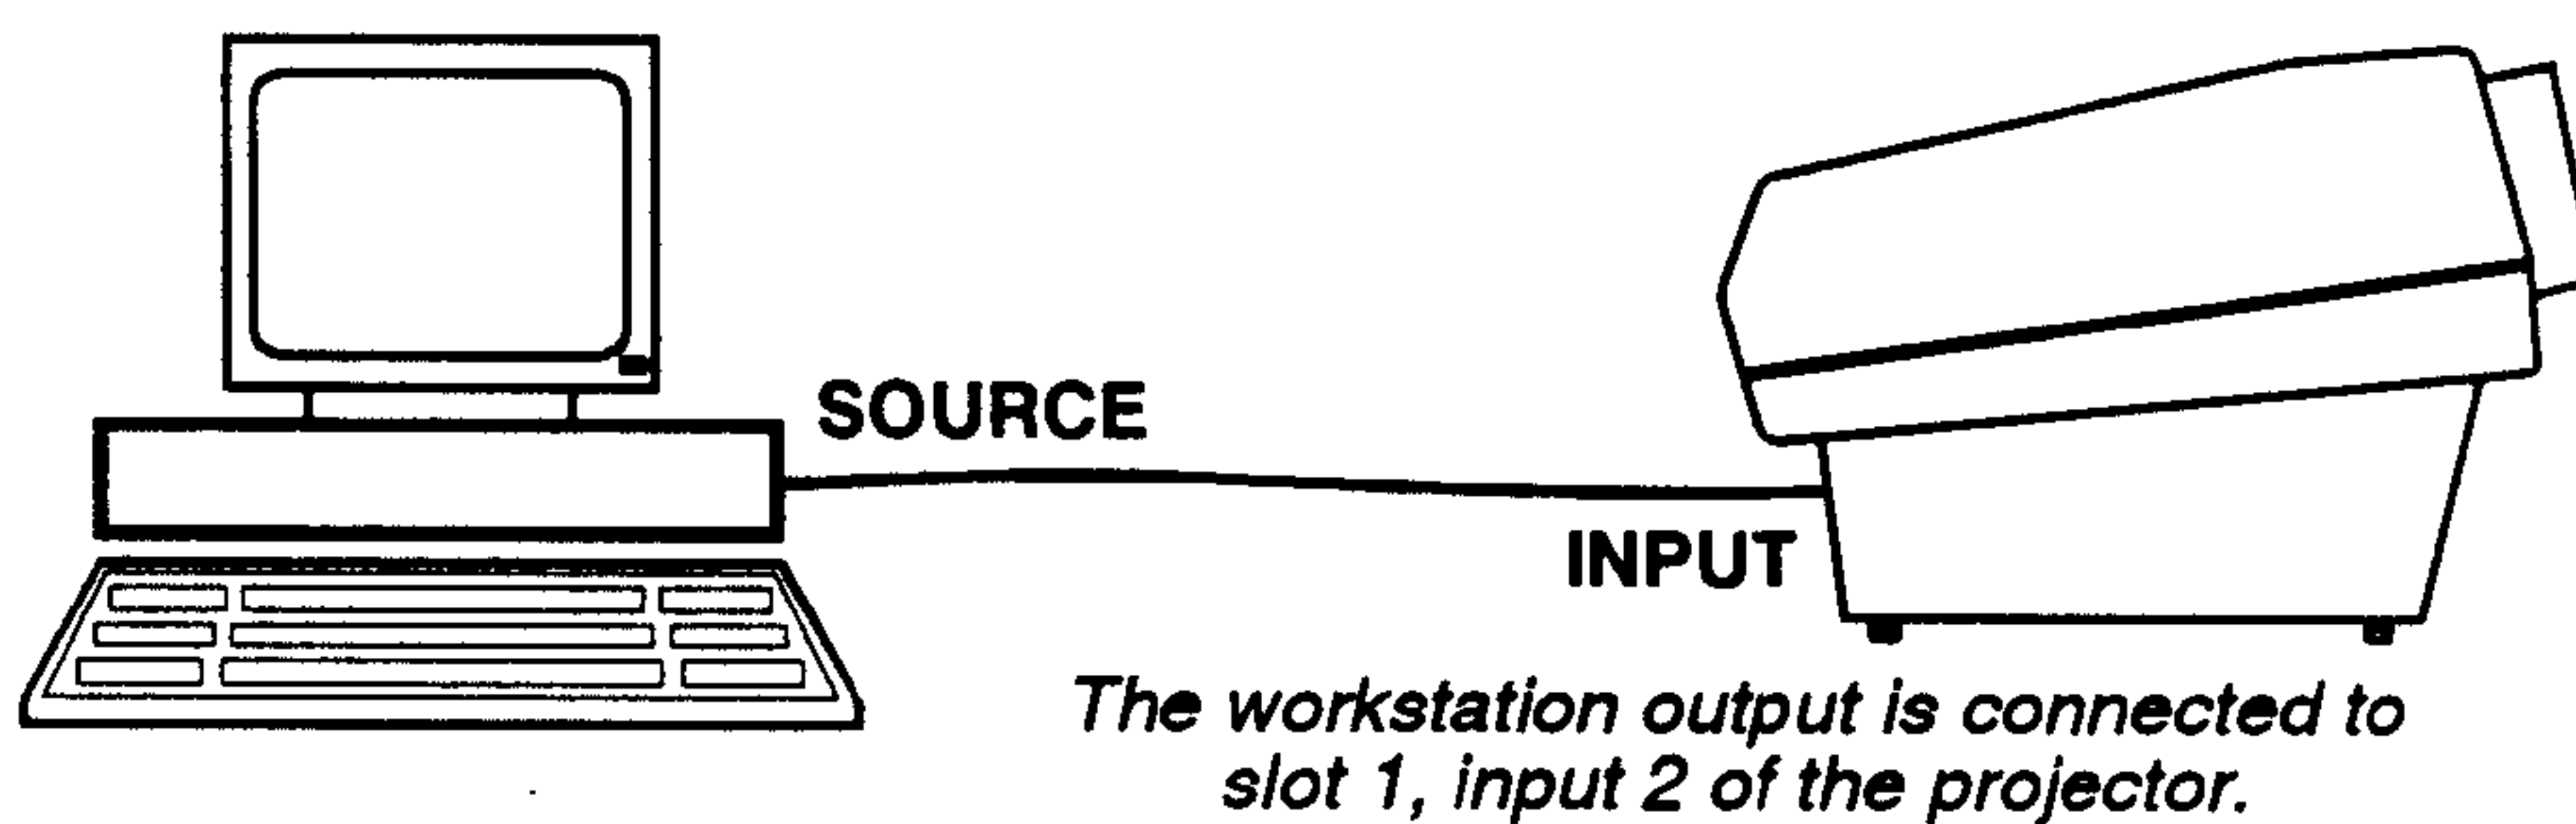 SOURCE
INPUT
The workstation output is connected to
slot 1, input 2 of the projector.